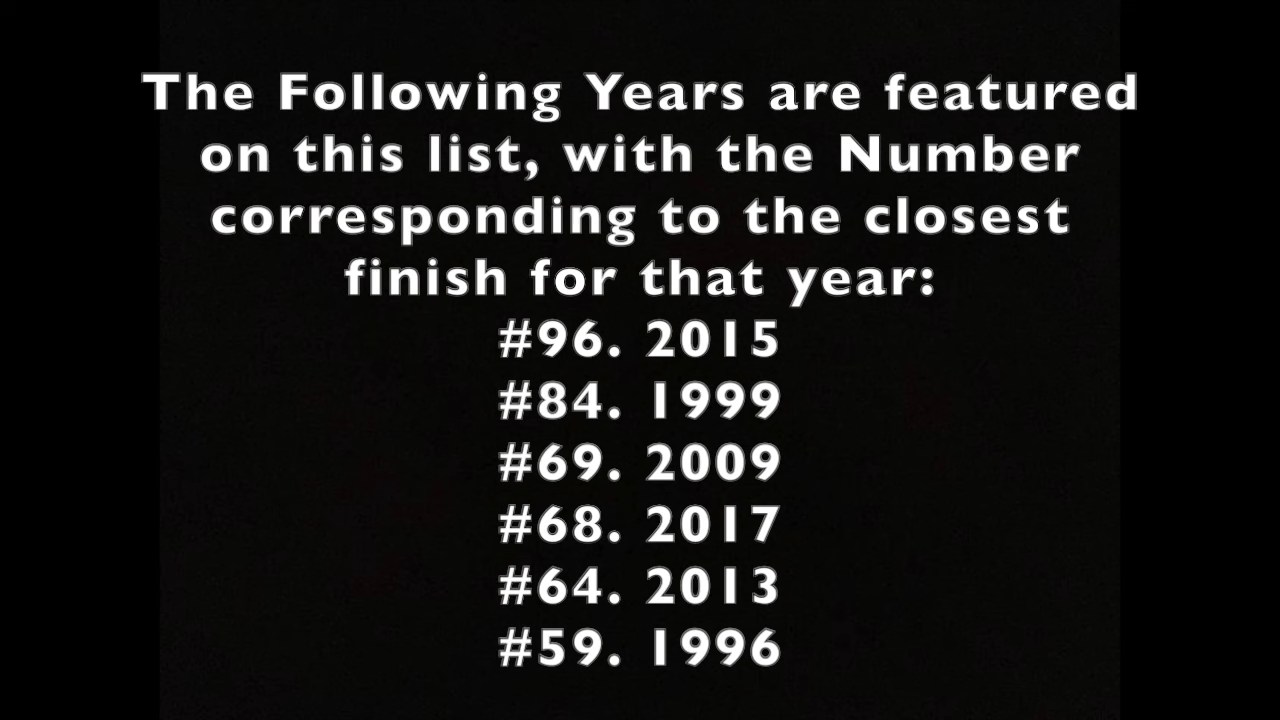 The Following Years are featured
on this list, with the Number
corresponding to the closest
finish for that year:
#96. 2015
#84. 1999
#69. 2009
#68. 2017
#64. 2013
#59. 1996